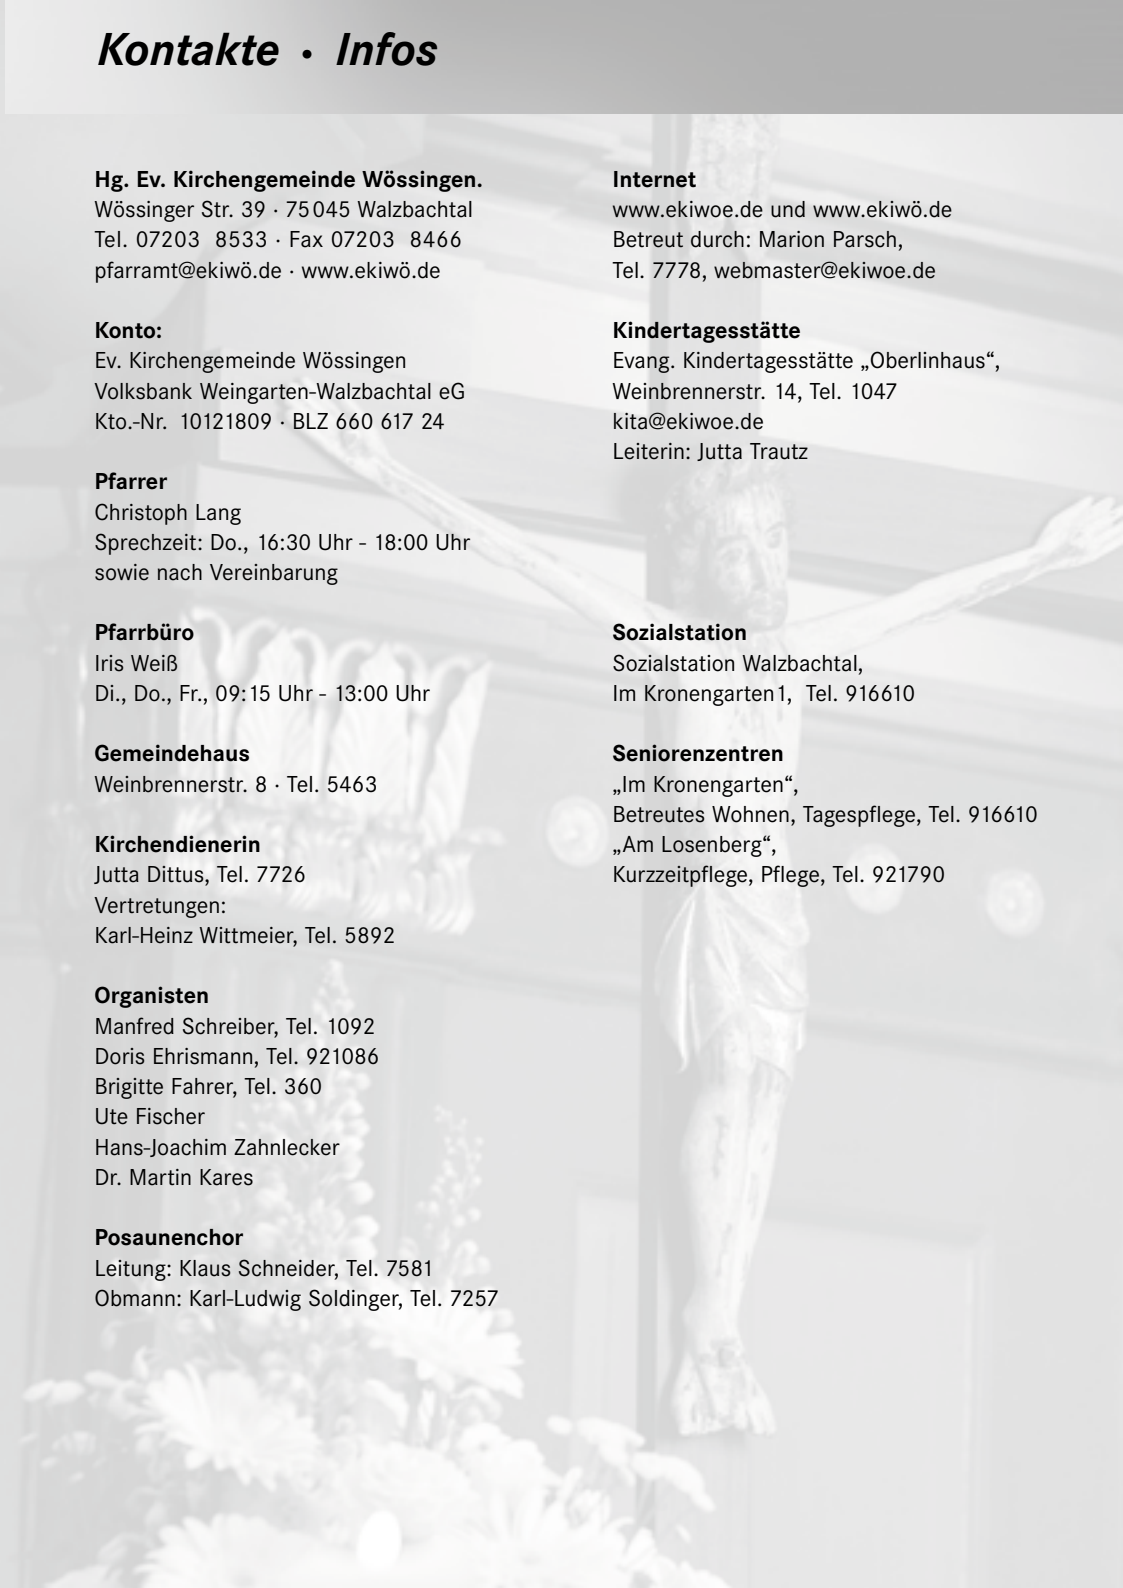 Kontakte • Infos
Hg. Ev. Kirchengemeinde Wössingen.
Wössinger Str. 39 · 75045 Walzbachtal
Tel. 07203 8533 · Fax 07203 8466
pfarramt@ekiwö.de · www.ekiwö.de
Konto:
Ev. Kirchengemeinde Wössingen
Volksbank Weingarten-Walzbachtal eG
Kto.-Nr. 10121809 · BLZ 660 617 24
Pfarrer
Christoph Lang
Sprechzeit: Do., 16:30 Uhr - 18:00 Uhr
sowie nach Vereinbarung
Pfarrbüro
Iris Weiß
Di., Do., Fr., 09:15 Uhr - 13:00 Uhr
Gemeindehaus
Weinbrennerstr. 8 · Tel. 5463
Kirchendienerin
Jutta Dittus, Tel. 7726
Vertretungen:
Karl-Heinz Wittmeier, Tel. 5892
Organisten
Manfred Schreiber, Tel. 1092
Doris Ehrismann, Tel. 921086
Brigitte Fahrer, Tel. 360
Ute Fischer
Hans-Joachim Zahnlecker
Dr. Martin Kares
Posaunenchor
Leitung: Klaus Schneider, Tel. 7581
Obmann: Karl-Ludwig Soldinger, Tel. 7257
Internet
www.ekiwoe.de und www.ekiwö.de
Betreut durch: Marion Parsch,
Tel. 7778, webmaster@ekiwoe.de
Kindertagesstätte
Evang. Kindertagesstätte „Oberlinhaus“,
Weinbrennerstr. 14, Tel. 1047
kita@ekiwoe.de
Leiterin: Jutta Trautz
Sozialstation
Sozialstation Walzbachtal,
Im Kronengarten1, Tel. 916610
Seniorenzentren
„Im Kronengarten“,
Betreutes Wohnen, Tagespflege, Tel. 916610
„Am Losenberg“,
Kurzzeitpflege, Pflege, Tel. 921790